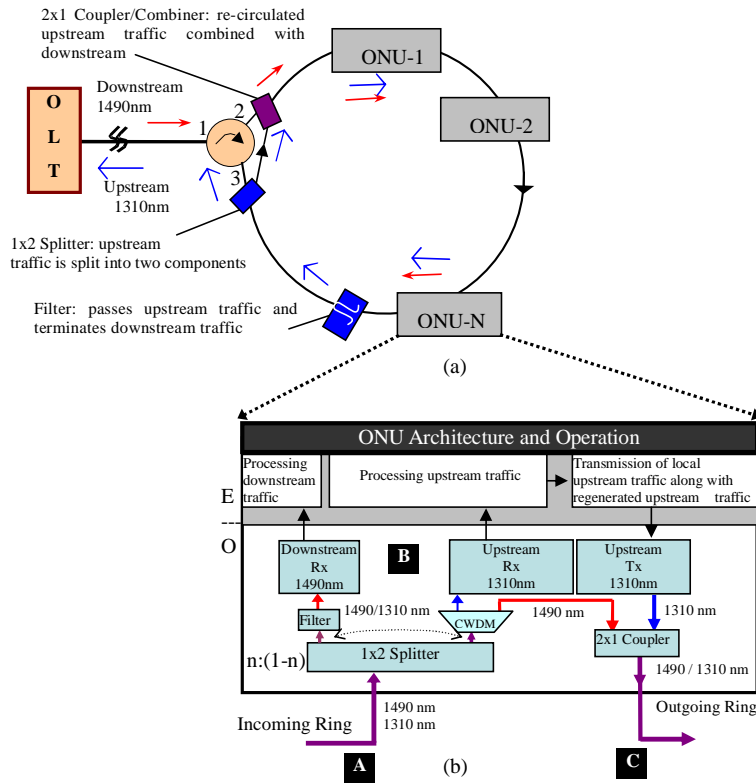 2x1 Coupler/Combiner: re-circulated
upstream traffic combined with
downstream
ONU-1
Downstream
1490nm
O
L
T
1
2
3
ONU-2
Upstream
1310nm
1x2 Splitter: upstream
traffic is split into two components
Filter: passes upstream traffic and
terminates downstream traffic
ONU-N
(a)
ONU Architecture and Operation
Processing
downstream
traffic
Processing upstream traffic
Transmission of local
upstream traffic along with
regenerated upstream traffic
E
---
O
Downstream
Rx
1490nm
B
Upstream
Rx
1310nm
Upstream
Tx
1310nm
1490/1310 nm
1490 nm
1310 nm
Filter
CWDM
2x1 Coupler
n:(1-n)
1x2 Splitter
1490 / 1310 nm
1490 nm
1310 nm
Incoming Ring
Outgoing Ring
A
(b)
C